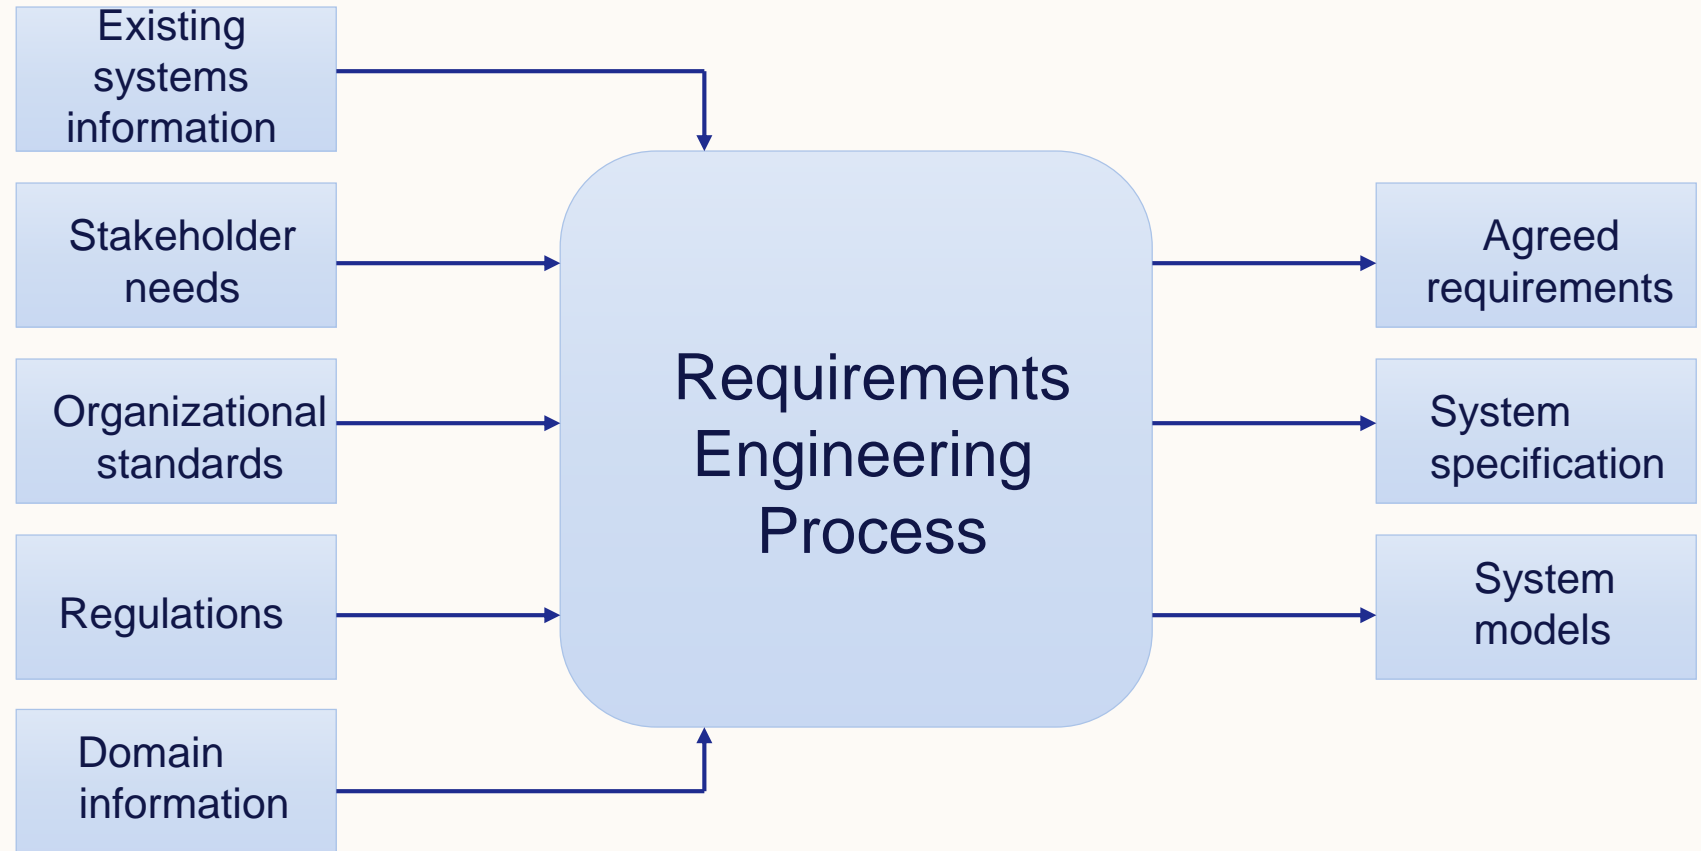 Existing
systems
information
Stakeholder
needs
Organizational
standards
Regulations
Domain
information
Requirements
Engineering
Process
Agreed
requirements
System
specification
System
models